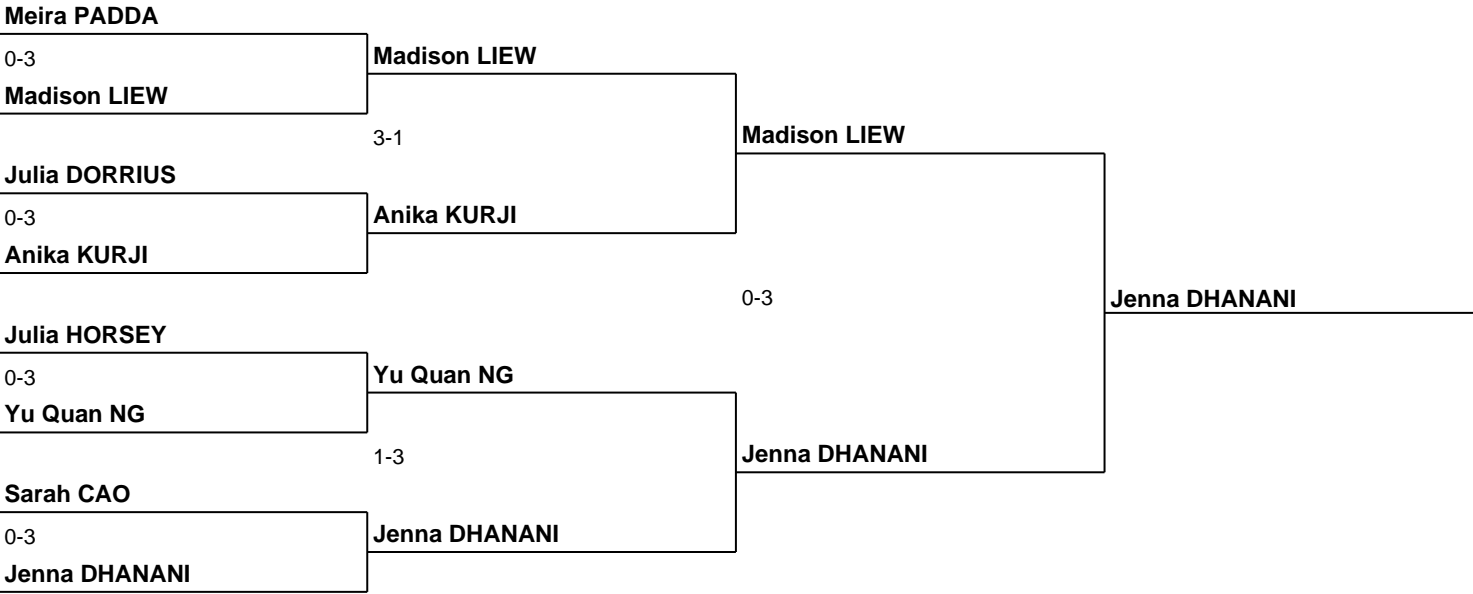 Meira PADDA
0-3
Madison LIEW
Madison LIEW
3-1
Madison LIEW
Julia DORRIUS
0-3
Anika KURJI
Anika KURJI
0-3
Jenna DHANANI
Julia HORSEY
0-3
Yu Quan NG
Yu Quan NG
1-3
Jenna DHANANI
Sarah CAO
0-3
Jenna DHANANI
Jenna DHANANI